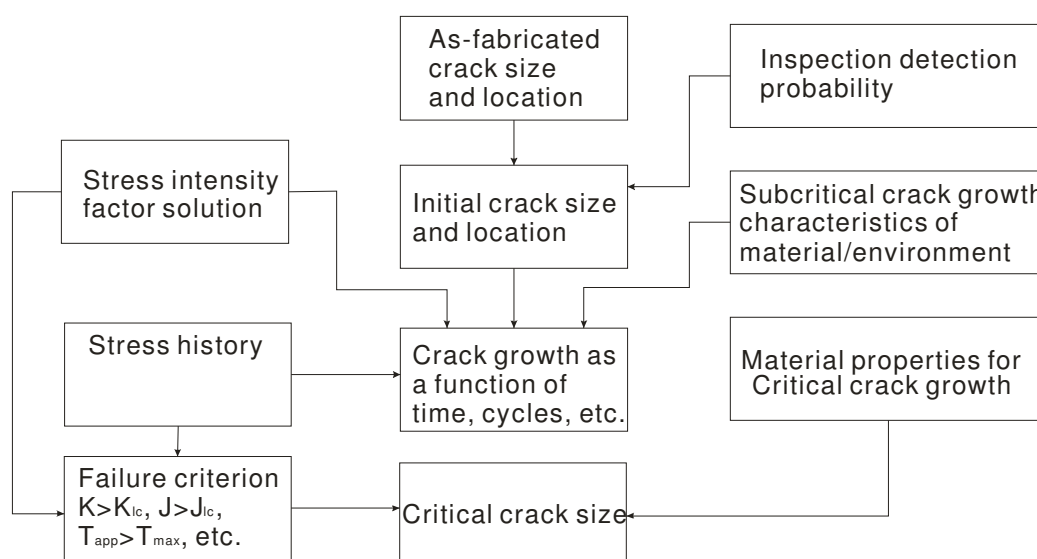 As-fabricated
crack size
and location
Inspection detection
probability
Stress intensity
factor solution
Initial crack size
and location
Subcritical crack growth
characteristics of
material/environment
Stress history
Crack growth as
a function of
time, cycles, etc.
Material properties for
Critical crack growth
Failure criterion
K>Klc, J>Jlc,
Tapp>Tmax, etc.
Critical crack size